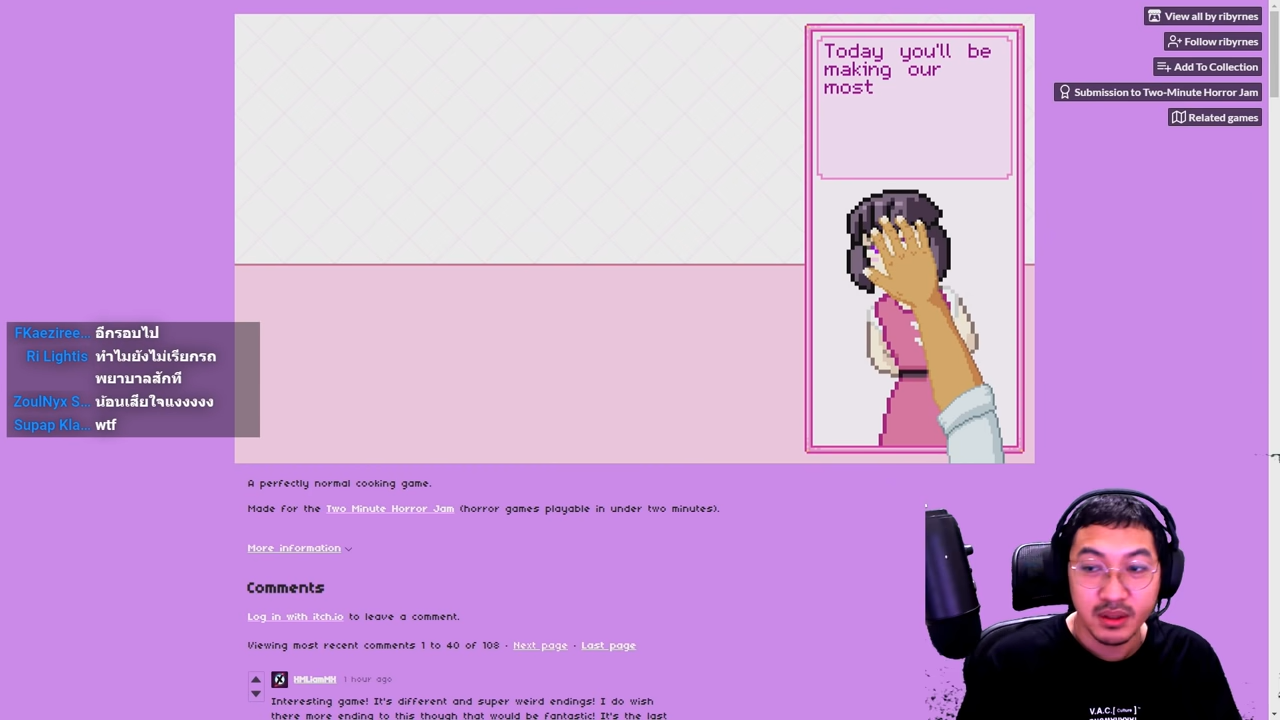 View all by ribyrnes
Follow ribyrnes
Add To Collection
Submission to Two-Minute Horror Jam
Related games
Today you'll be
making our
most
FKaeziree... อีกรอบไป
Ri Lightis ทำไมยังไม่เรียกรถ
พยาบาลสักที
ZoulNyx S... น้อนเสียใจแงงงงง
Supap Kla... wtf
A perfectly normal cooking game.
Made for the Two Minute Horror Jam (horror games playable in under two minutes).
More information
Comments
Log in with itch.io to leave a comment.
Viewing most recent comments 1 to 40 of 108 · Next page · Last page
1 hour ago
Interesting game! It's different and super weird endings! I do wish
there more ending to this though that would be fantastic! It's the last
V.A.C.[ Culture ]